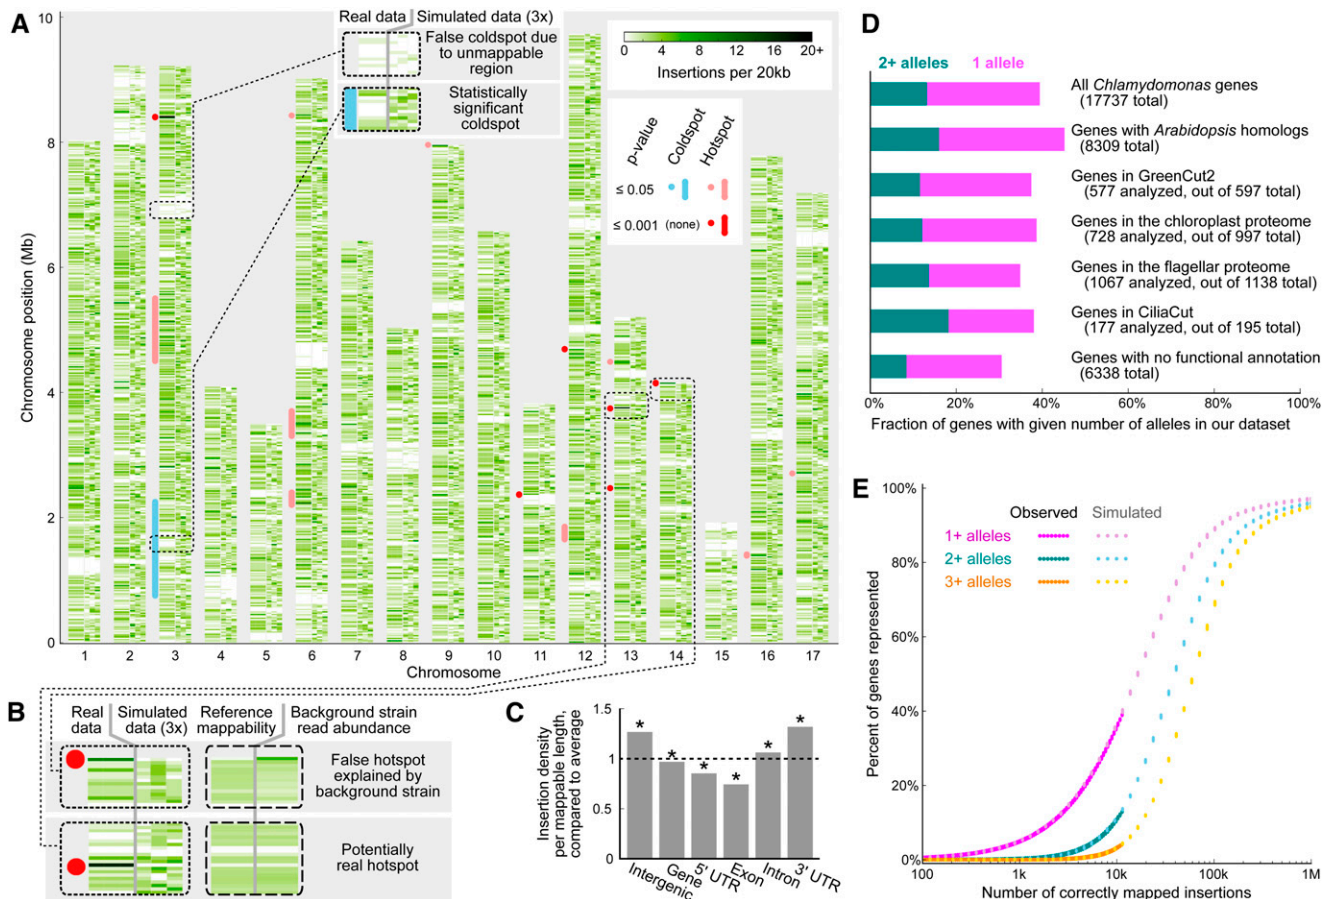 A
10
8
6
4
2
0
Chromosome position (Mb)
1 2 3 4 5 6 7 8 9 10 11 12 13 14 15 16 17
Chromosome
Real data
Simulated data (3x)
False coldspot due
to unmappable
region
Statistically
significant
coldspot
0 4 8 12 16 20+
Insertions per 20kb
p-value
Coldspot
Hotspot
≤ 0.05
≤ 0.001 (none)
B
Real
data
Simulated
data (3x)
Reference
mappability
Background strain
read abundance
False hotspot
explained by
background strain
Potentially
real hotspot
C
Insertion density
per mappable length,
compared to average
1.5
1
0.5
0
* * * * * *
Intergenic
Gene
5' UTR
Exon
Intron
3' UTR
D
2+ alleles
1 allele
All Chlamydomonas genes
(17737 total)
Genes with Arabidopsis homologs
(8309 total)
Genes in GreenCut2
(577 analyzed, out of 597 total)
Genes in the chloroplast proteome
(728 analyzed, out of 997 total)
Genes in the flagellar proteome
(1067 analyzed, out of 1138 total)
Genes in CiliaCut
(177 analyzed, out of 195 total)
Genes with no functional annotation
(6338 total)
0% 20% 40% 60% 80% 100%
Fraction of genes with given number of alleles in our dataset
E
100%
80%
60%
40%
20%
0%
Percent of genes represented
Observed Simulated
1+ alleles
2+ alleles
3+ alleles
100 1k 10k 100k 1M
Number of correctly mapped insertions